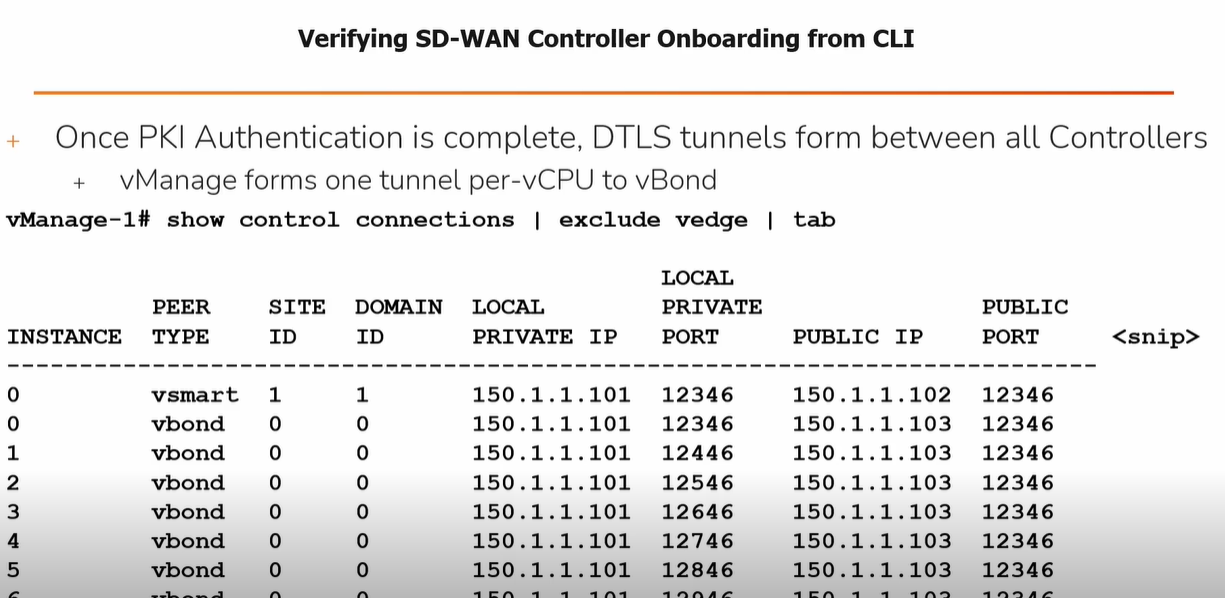 Verifying SD-WAN Controller Onboarding from CLI
+ Once PKI Authentication is complete, DTLS tunnels form between all Controllers
+ vManage forms one tunnel per-vCPU to vBond
vManage-1# show control connections | exclude vedge | tab
LOCAL
PEER SITE DOMAIN LOCAL PRIVATE PUBLIC
INSTANCE TYPE ID ID PRIVATE IP PORT PUBLIC IP PORT <snip>
--------------------------------------------------------------------------
0 vsmart 1 1 150.1.1.101 12346 150.1.1.102 12346
0 vbond 0 0 150.1.1.101 12346 150.1.1.103 12346
1 vbond 0 0 150.1.1.101 12446 150.1.1.103 12346
2 vbond 0 0 150.1.1.101 12546 150.1.1.103 12346
3 vbond 0 0 150.1.1.101 12646 150.1.1.103 12346
4 vbond 0 0 150.1.1.101 12746 150.1.1.103 12346
5 vbond 0 0 150.1.1.101 12846 150.1.1.103 12346